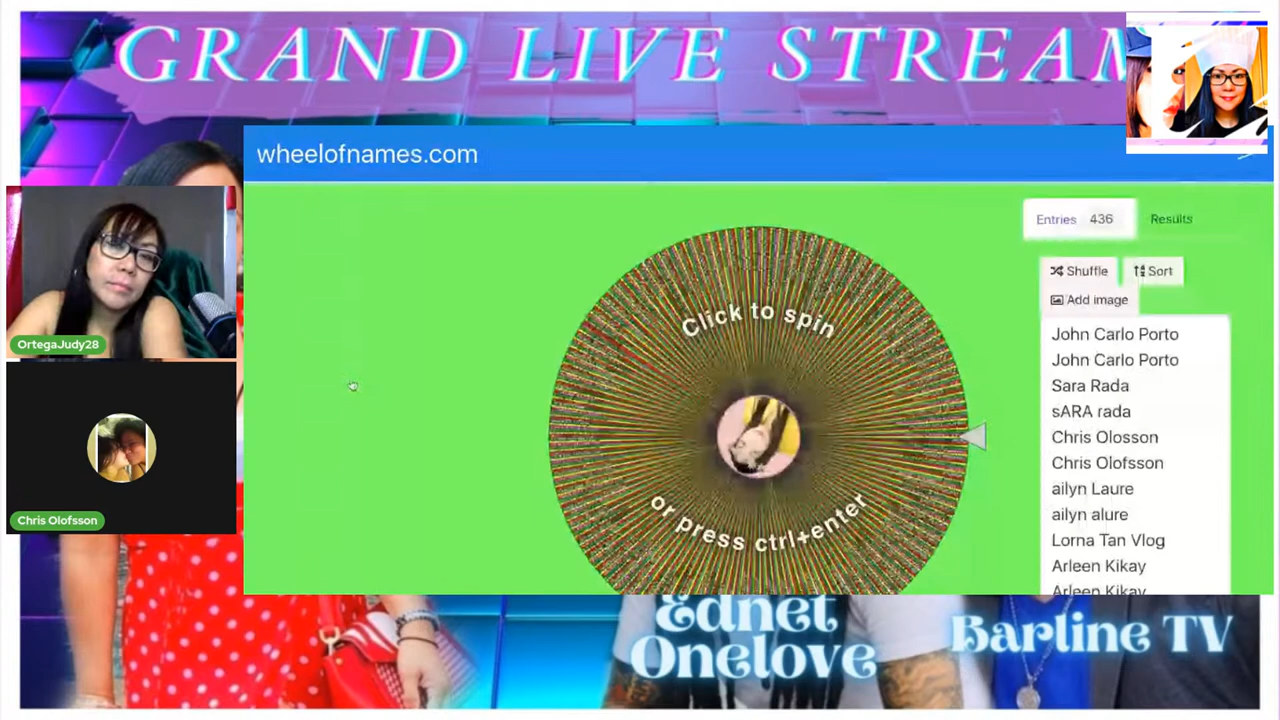 GRAND LIVE STREAM
wheelofnames.com
Entries 436 Results
Shuffle Sort
Add image
Click to spin
or press ctrl+enter
John Carlo Porto
John Carlo Porto
Sara Rada
sARA rada
Chris Olosson
Chris Olofsson
ailyn Laure
ailyn alure
Lorna Tan Vlog
Arleen Kikay
Arleen Kikay
OrtegaJudy28
Chris Olofsson
Ednet
Onelove
Barline TV